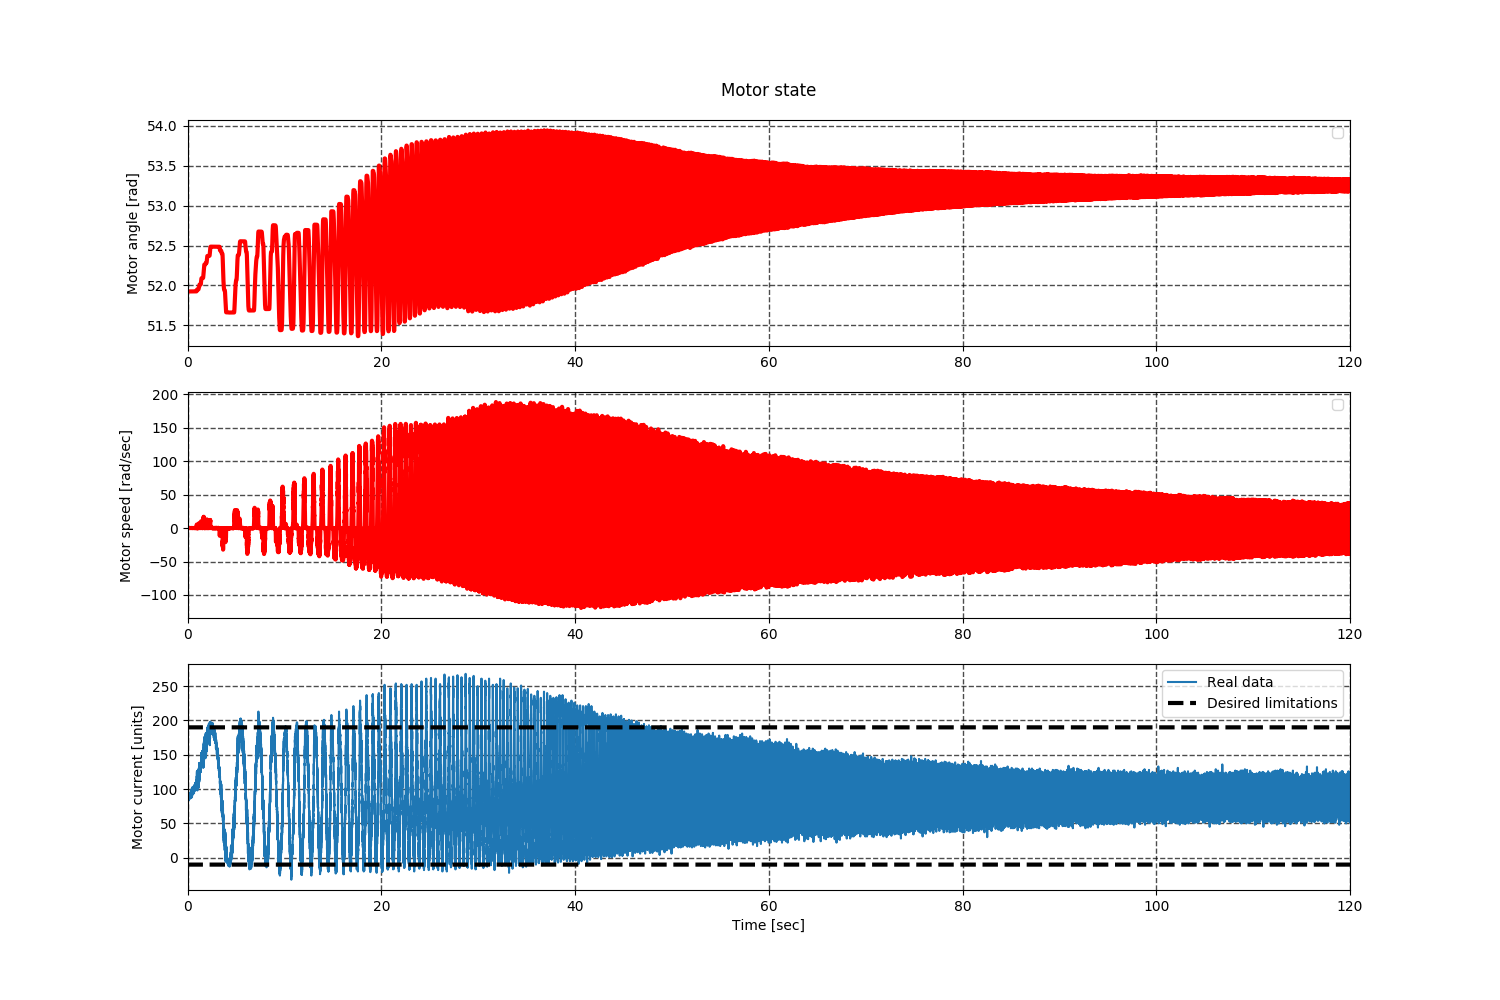 Motor state
Motor angle [rad]
54.0
53.5
53.0
52.5
52.0
51.5
0 20 40 60 80 100 120
Motor speed [rad/sec]
200
150
100
50
0
−50
−100
0 20 40 60 80 100 120
Motor current [units]
250
200
150
100
50
0
Real data
Desired limitations
0 20 40 60 80 100 120
Time [sec]